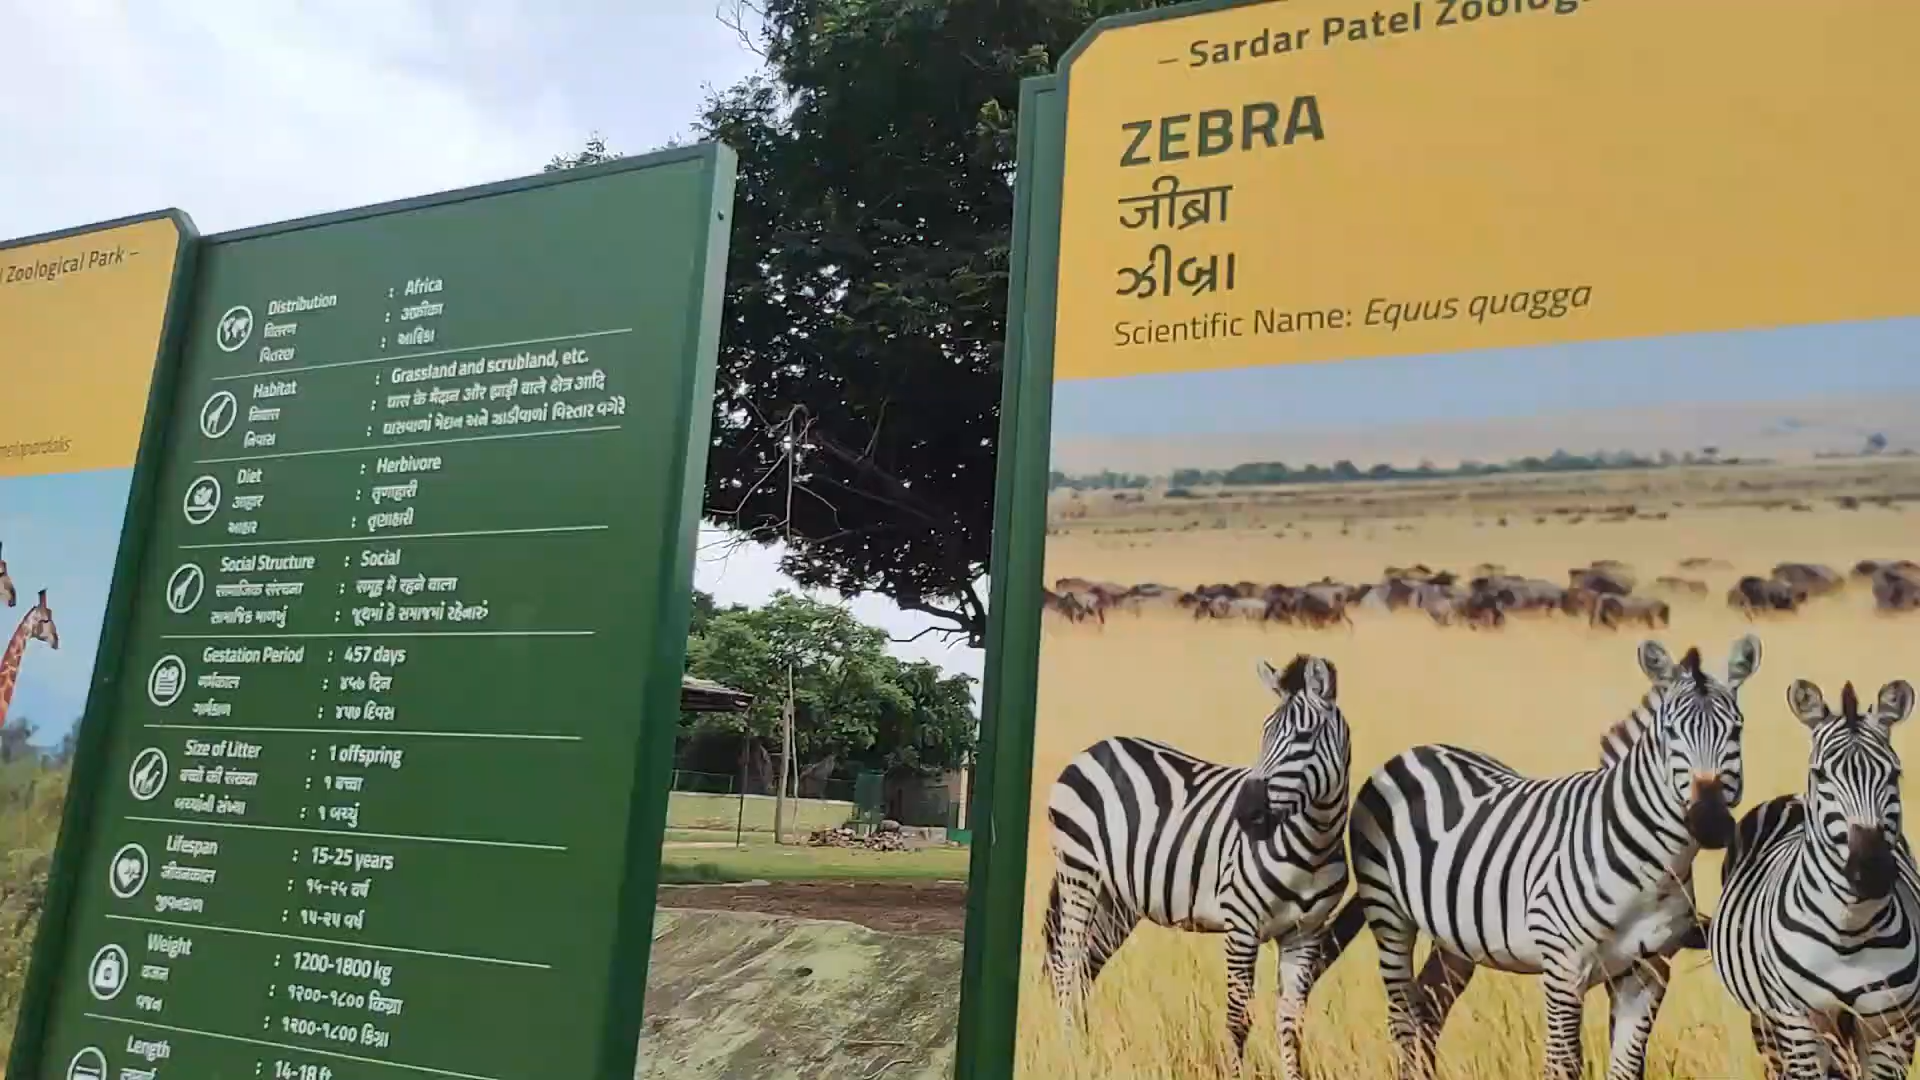 Zoological Park –
Distribution : Africa
वितरण : अफ्रीका
વિતરણ : આફ્રિકા
Habitat : Grassland and scrubland, etc.
निवास : घास के मैदान और झाड़ी वाले क्षेत्र आदि
નિવાસ : ઘાસવાળાં મેદાન અને ઝાડીવાળાં વિસ્તાર વગેરે
Diet : Herbivore
आहार : तृणाहारी
આહાર : તૃણાહારી
Social Structure : Social
सामाजिक संरचना : समूह में रहने वाला
સામાજિક માળખું : જૂથમાં કે સમાજમાં રહેનારું
Gestation Period : 457 days
गर्भकाल : ४५७ दिन
ગર્ભકાળ : ૪૫૭ દિવસ
Size of Litter : 1 offspring
बच्चों की संख्या : १ बच्चा
બચ્ચાંની સંખ્યા : ૧ બચ્ચું
Lifespan : 15-25 years
जीवनकाल : १५-२५ वर्ष
જીવનકાળ : ૧૫-૨૫ વર્ષ
Weight : 1200-1800 kg
वजन : १२००-१८०० किग्रा
વજન : ૧૨૦૦-૧૮૦૦ કિગ્રા
Length : 14-18 ft
– Sardar Patel
ZEBRA
जीब्रा
ઝીબ્રા
Scientific Name: Equus quagga